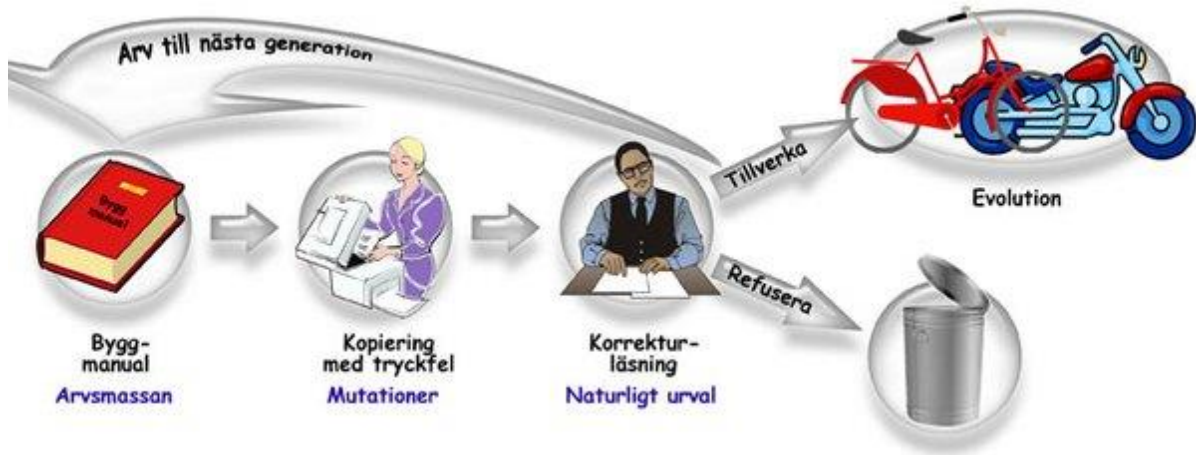 Arv till nästa generation
Bygg
manual
Tillverka
Evolution
Refusera
Bygg-
manual
Arvsmassan
Kopiering
med tryckfel
Mutationer
Korrektur-
läsning
Naturligt urval